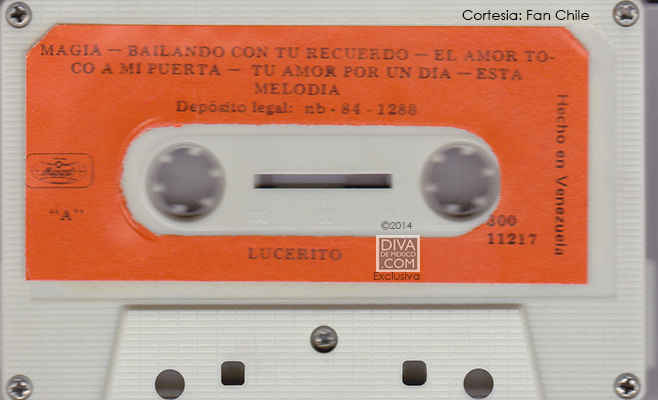 Cortesia: Fan Chile
MAGIA — BAILANDO CON TU RECUERDO — EL AMOR TO-
CO A MI PUERTA — TU AMOR POR UN DIA — ESTA
MELODIA
Depósito legal: nb - 84 - 1288
Hecho en Venezuela
"A"
©2014
300
11217
LUCERITO
DIVA
DE MEXICO
.COM
Exclusiva